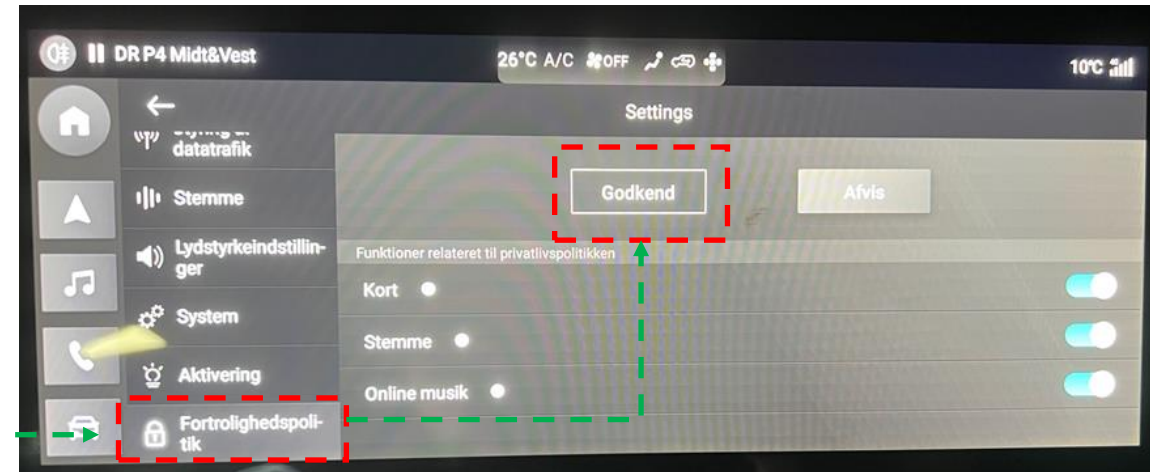 DR P4 Midt&Vest
26°C A/C OFF
10°C
Settings
datatrafik
Stemme
Lydstyrkeindstillin-
ger
System
Aktivering
Fortrolighedspoli-
tik
Godkend
Afvis
Funktioner relateret til privatlivspolitikken
Kort
Stemme
Online musik